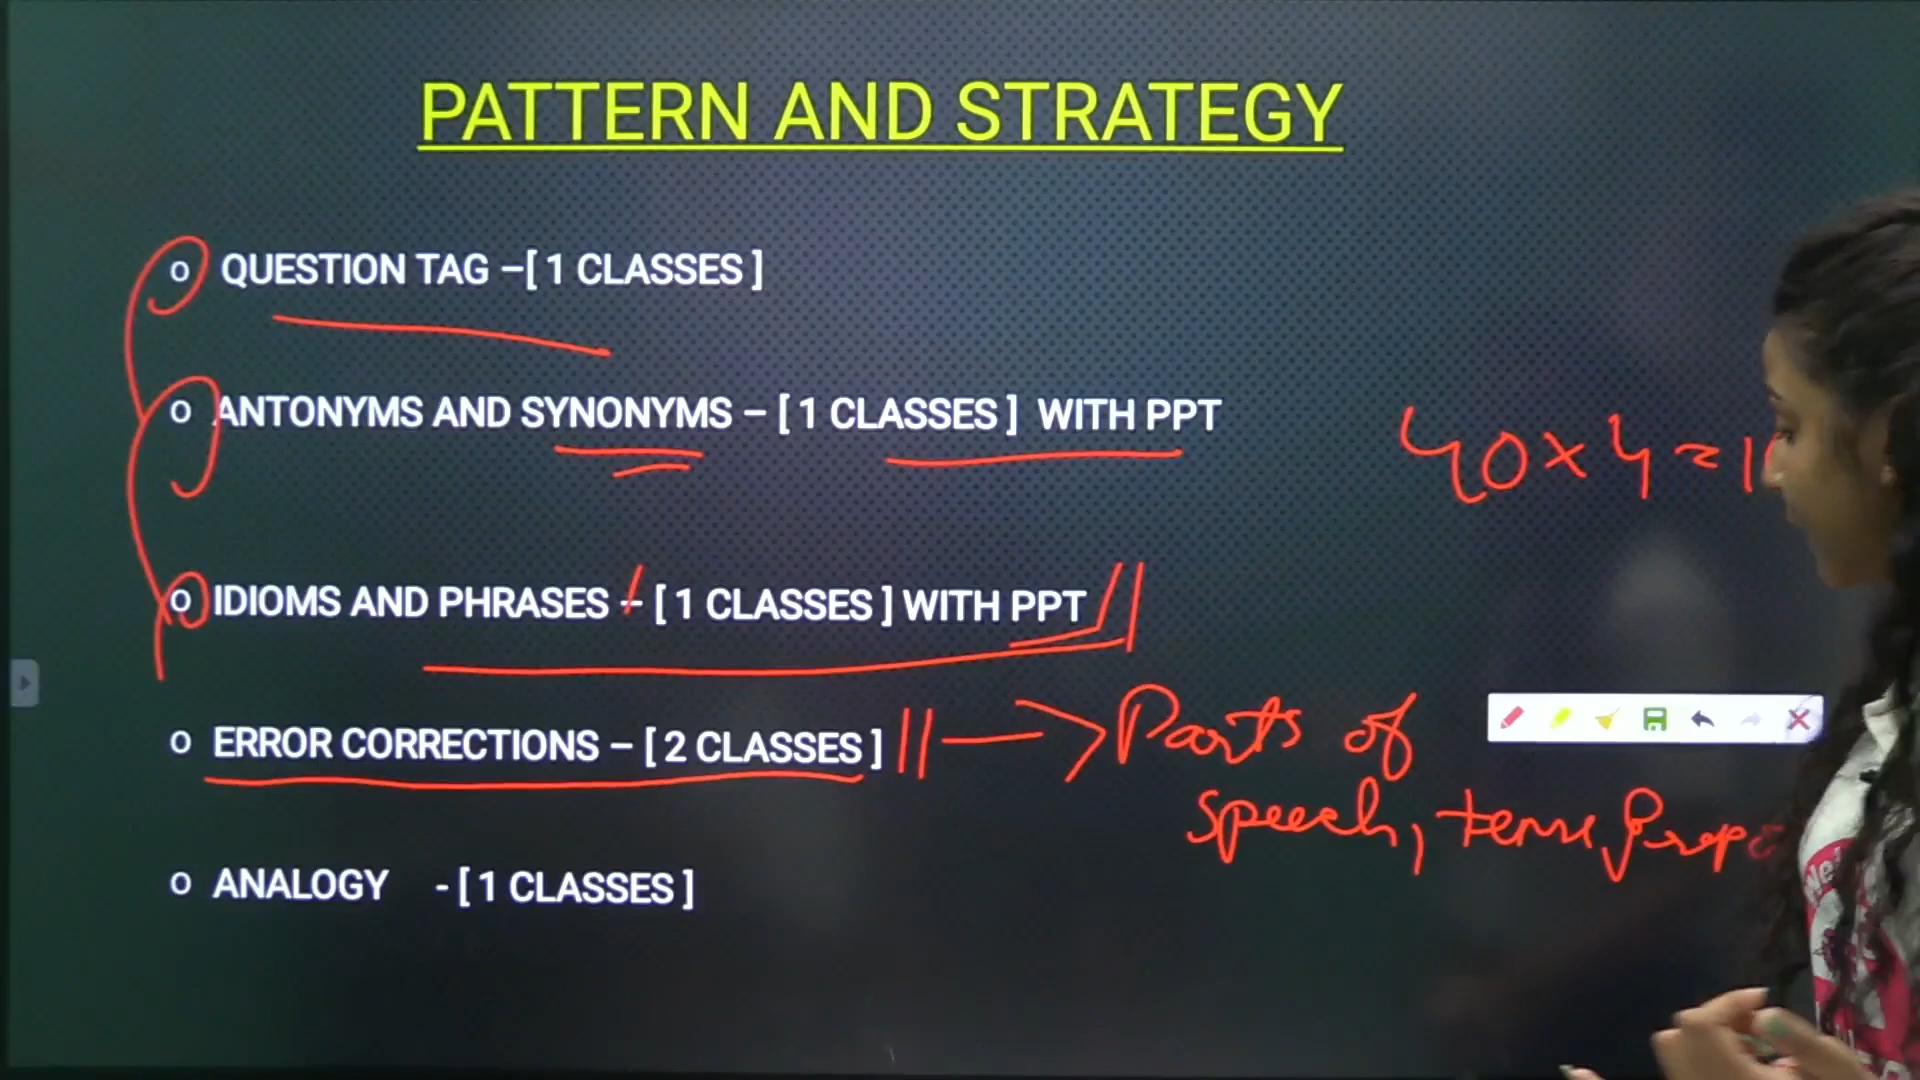 PATTERN AND STRATEGY
o QUESTION TAG –[ 1 CLASSES ]
o ANTONYMS AND SYNONYMS – [ 1 CLASSES ] WITH PPT
40 x 4 =
o IDIOMS AND PHRASES – [ 1 CLASSES ] WITH PPT
o ERROR CORRECTIONS – [ 2 CLASSES ] Parts of
speech, tense,
o ANALOGY - [ 1 CLASSES ]